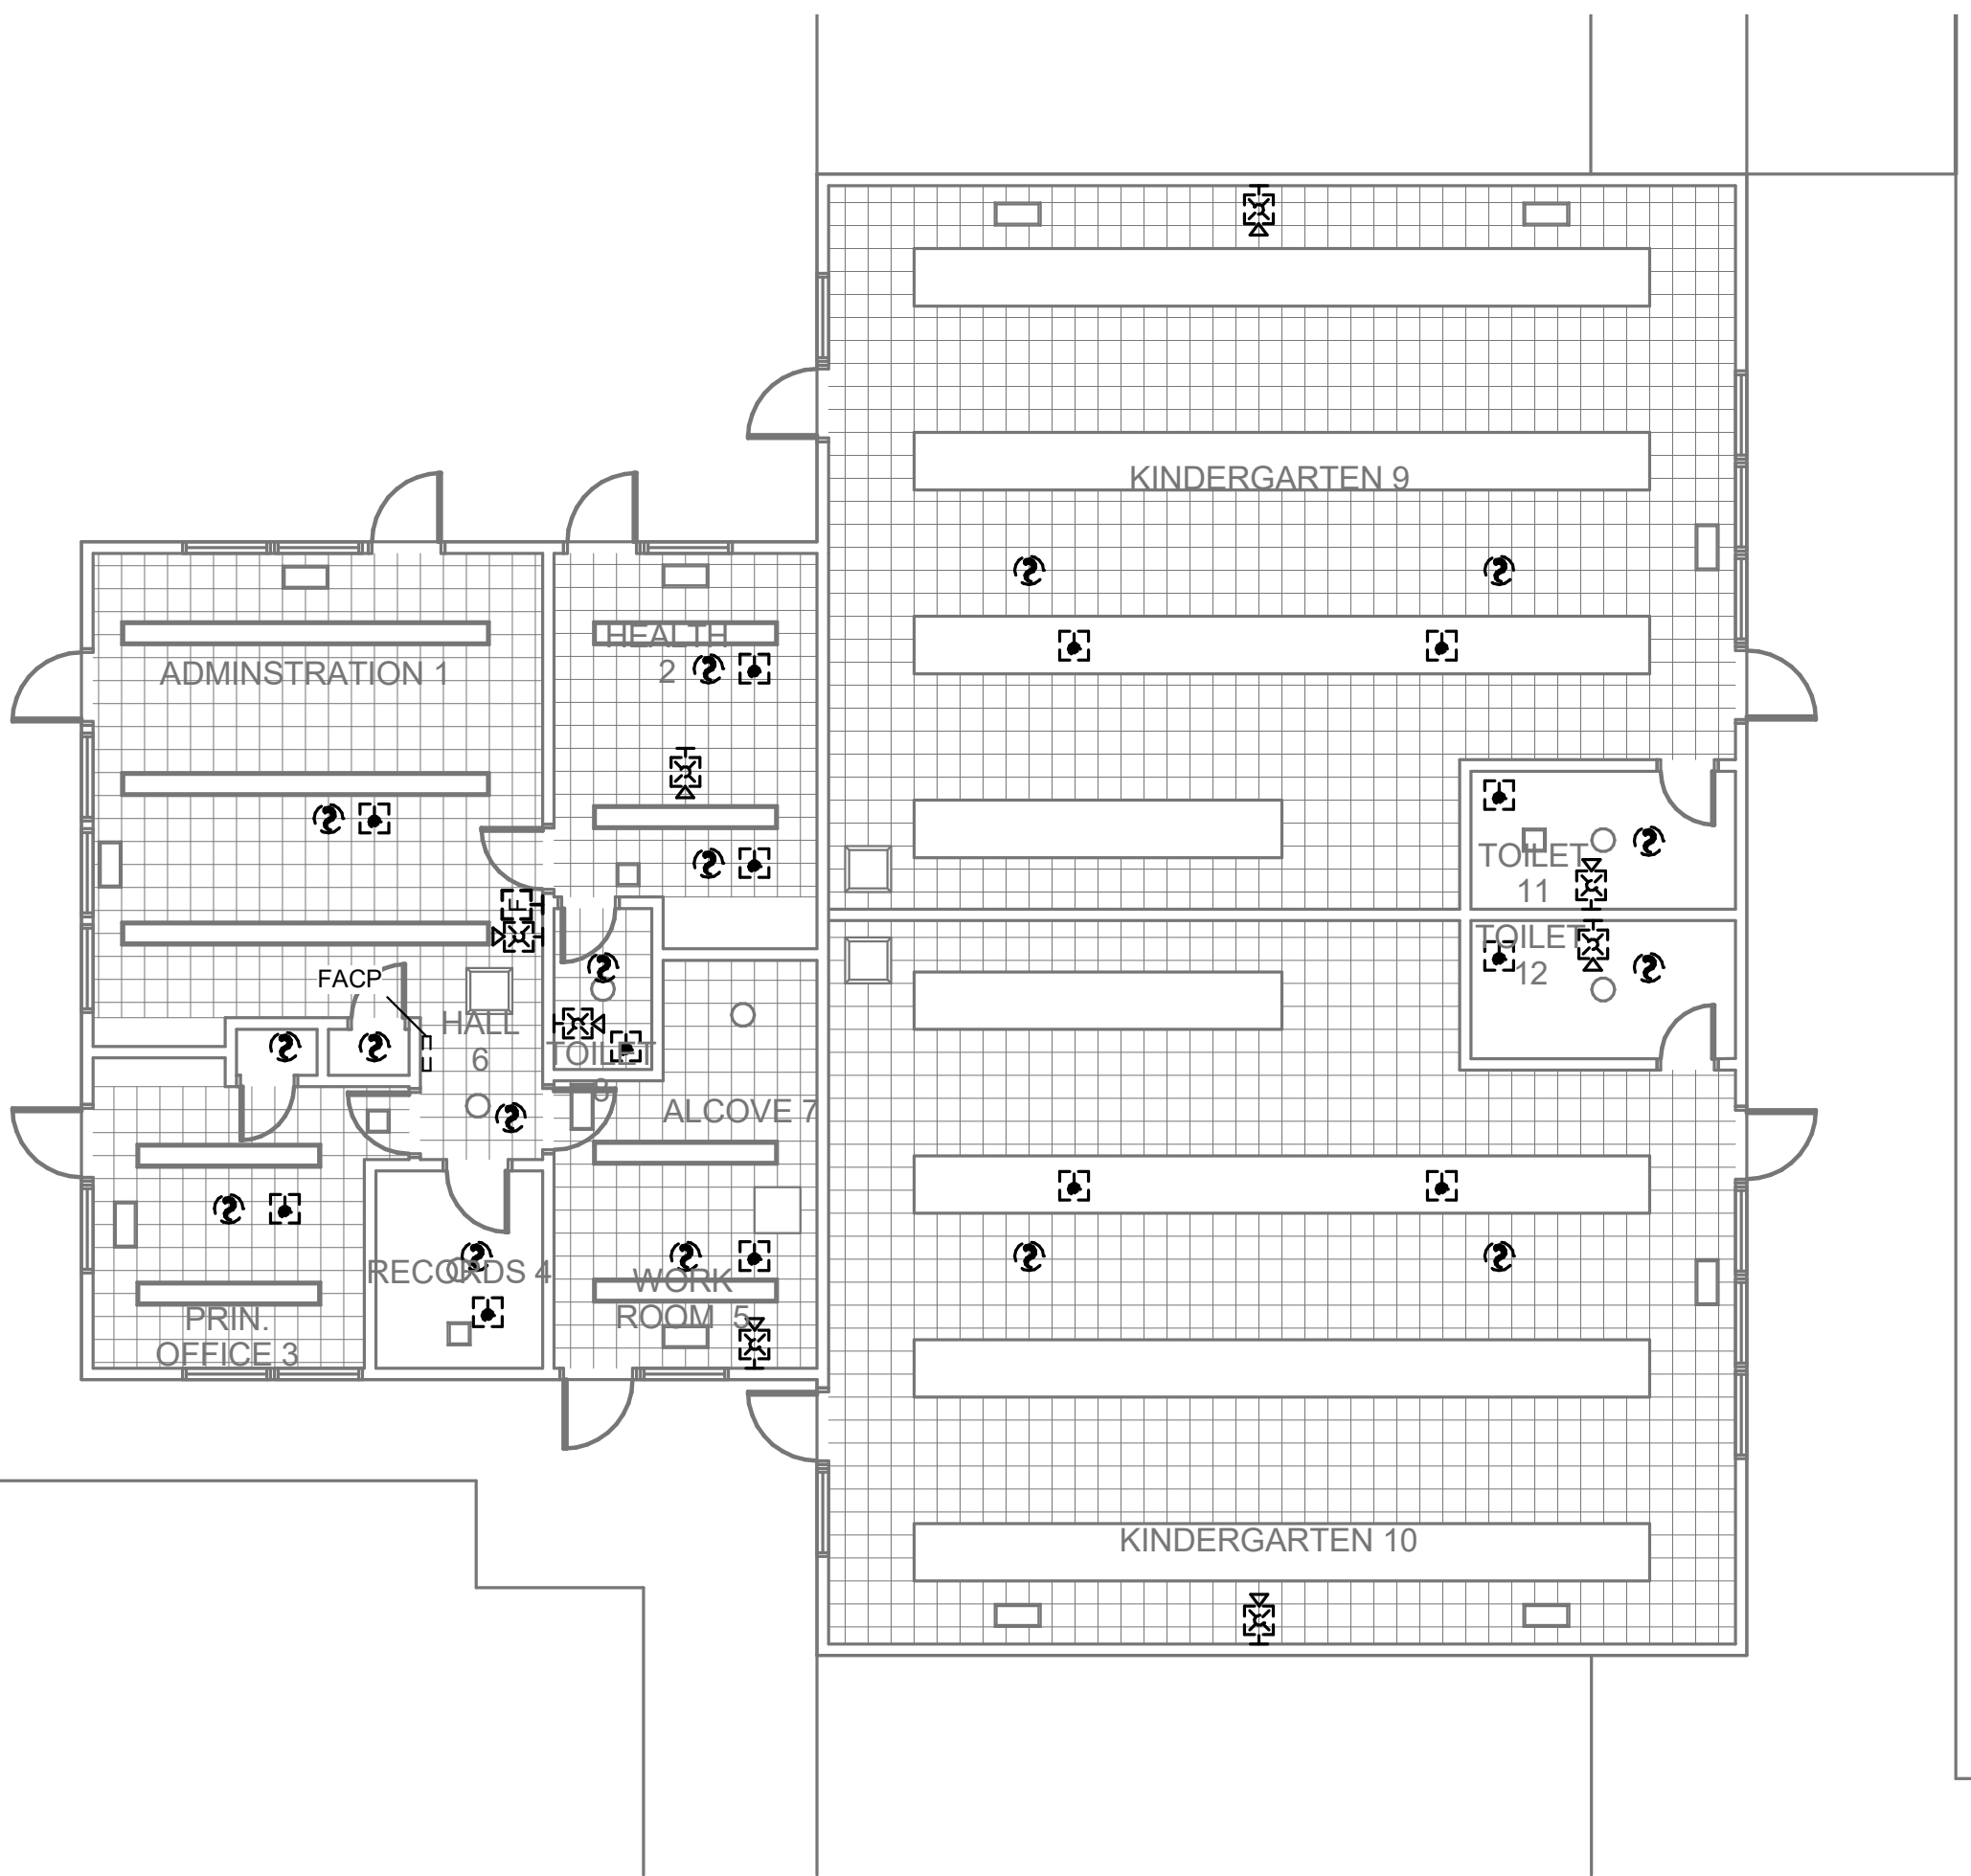 KINDERGARTEN 9
HEALTH
2
ADMINSTRATION 1
TOILET
11
TOILET
12
FACP
HALL
6
TOILET
8
ALCOVE 7
RECORDS 4
WORK
ROOM 5
PRIN.
OFFICE 3
KINDERGARTEN 10
F